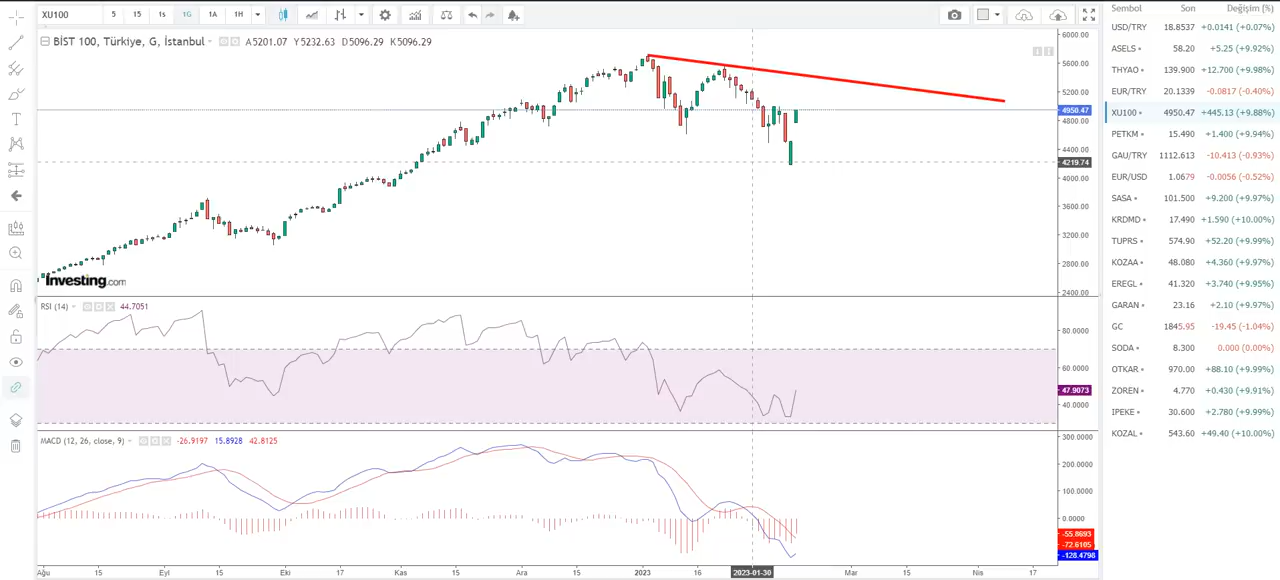 XU100 5 15 1s 1G 1A 1H
BİST 100, Türkiye, G, İstanbul A5201.07 Y5232.63 D5096.29 K5096.29
6000.00
5600.00
5200.00
4950.47
4800.00
4400.00
4219.74
4000.00
3600.00
3200.00
2800.00
2400.00
Investing.com
RSI (14) 44.7051
80.0000
60.0000
47.9073
40.0000
MACD (12, 26, close, 9) -26.9197 15.8928 42.8125
300.0000
200.0000
100.0000
0.0000
-55.8693
-72.6105
-128.4798
Ağu 15 Eyl 15 Eki 17 Kas 15 Ara 15 2023 16 2023-01-30 Mar 15 Nis 17
Sembol Son Değişim (%)
USD/TRY 18.8537 +0.0141 (+0.07%)
ASELS 58.20 +5.25 (+9.92%)
THYAO 139.900 +12.700 (+9.98%)
EUR/TRY 20.1339 -0.0817 (-0.40%)
XU100 4950.47 +445.13 (+9.88%)
PETKM 15.490 +1.400 (+9.94%)
GAU/TRY 1112.613 -10.413 (-0.93%)
EUR/USD 1.0679 -0.0056 (-0.52%)
SASA 101.500 +9.200 (+9.97%)
KRDMD 17.490 +1.590 (+10.00%)
TUPRS 574.90 +52.20 (+9.99%)
KOZAA 48.080 +4.360 (+9.97%)
EREGL 41.320 +3.740 (+9.95%)
GARAN 23.16 +2.10 (+9.97%)
GC 1845.95 -19.45 (-1.04%)
SODA 8.300 0.000 (0.00%)
OTKAR 970.00 +88.10 (+9.99%)
ZOREN 4.770 +0.430 (+9.91%)
IPEKE 30.600 +2.780 (+9.99%)
KOZAL 543.60 +49.40 (+10.00%)